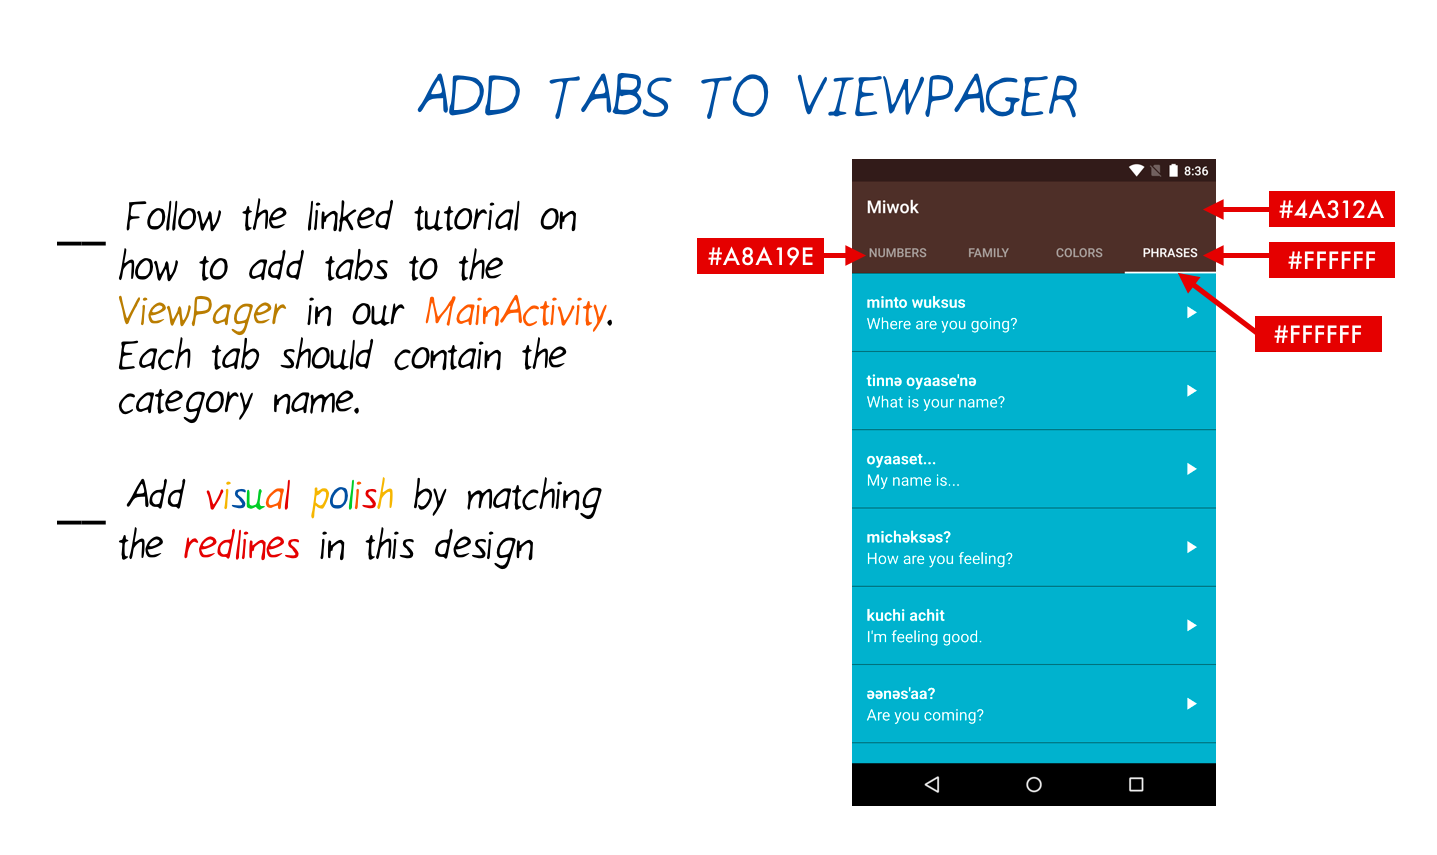 ADD TABS TO VIEWPAGER
__ Follow the linked tutorial on
how to add tabs to the
ViewPager in our MainActivity.
Each tab should contain the
category name.
__ Add visual polish by matching
the redlines in this design
8:36
Miwok
#4A312A
#A8A19E
NUMBERS FAMILY COLORS PHRASES
#FFFFFF
#FFFFFF
minto wuksus
Where are you going?
tinnə oyaase'nə
What is your name?
oyaaset...
My name is...
michəksəs?
How are you feeling?
kuchi achit
I'm feeling good.
əənəs'aa?
Are you coming?